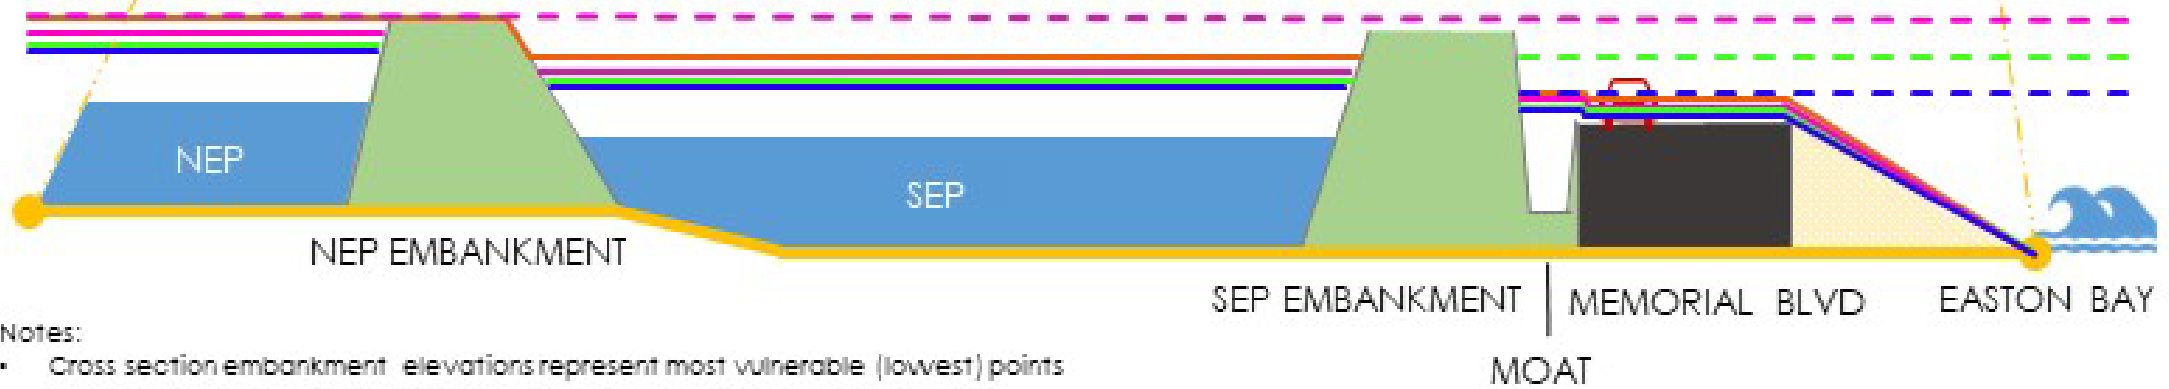 NEP
SEP
NEP EMBANKMENT
SEP EMBANKMENT
MEMORIAL BLVD
EASTON BAY
MOAT
Notes:
• Cross section embankment elevations represent most vulnerable (lowest) points